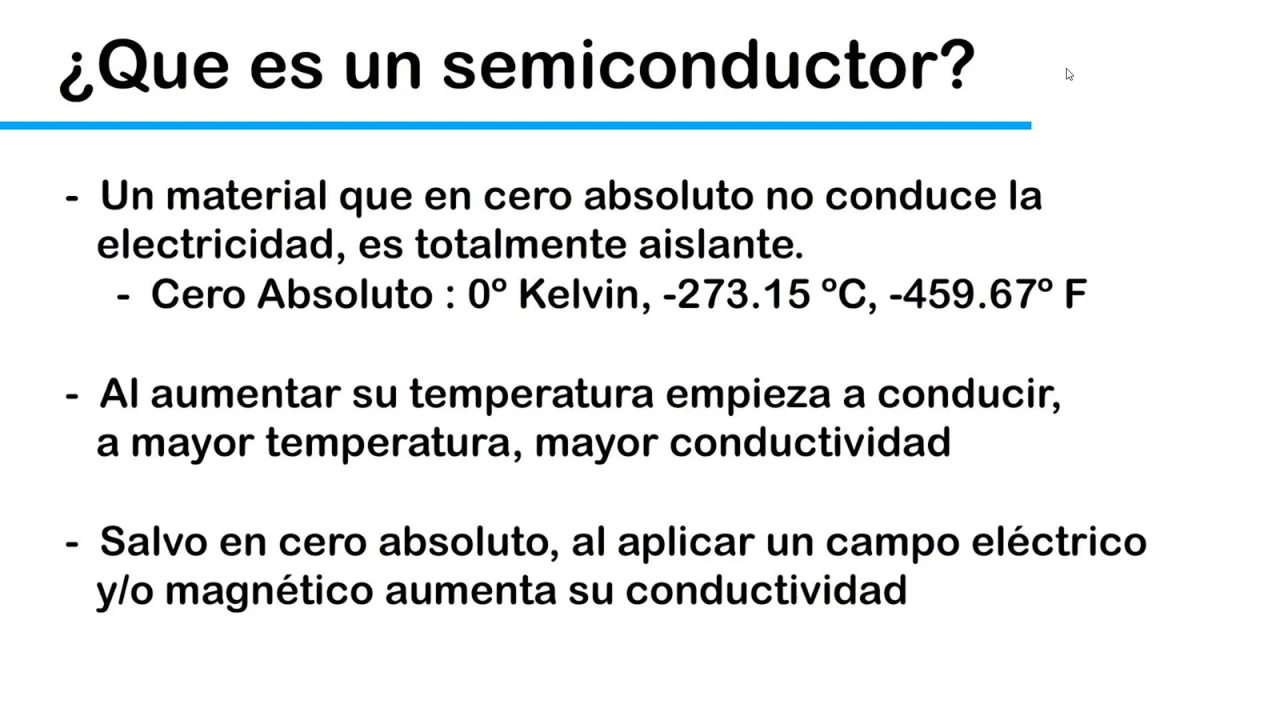 ¿Que es un semiconductor?
- Un material que en cero absoluto no conduce la
electricidad, es totalmente aislante.
- Cero Absoluto : 0º Kelvin, -273.15 ºC, -459.67º F
- Al aumentar su temperatura empieza a conducir,
a mayor temperatura, mayor conductividad
- Salvo en cero absoluto, al aplicar un campo eléctrico
y/o magnético aumenta su conductividad